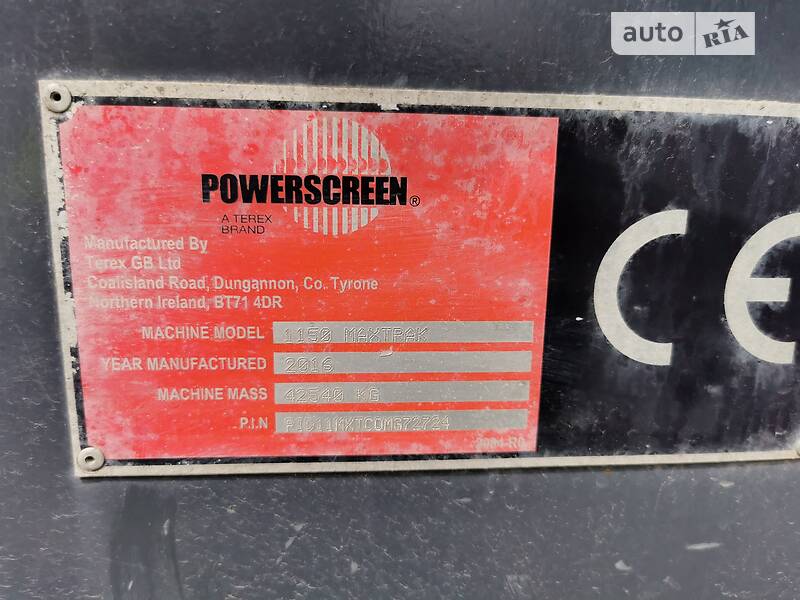 auto RIA
POWERSCREEN®
A TEREX
BRAND
Manufactured By
Terex GB Ltd
Coalisland Road, Dungannon, Co. Tyrone
Northern Ireland, BT71 4DR
MACHINE MODEL 1150 MAXTRAK
YEAR MANUFACTURED 2016
MACHINE MASS 42540 KG
P.I.N
CE